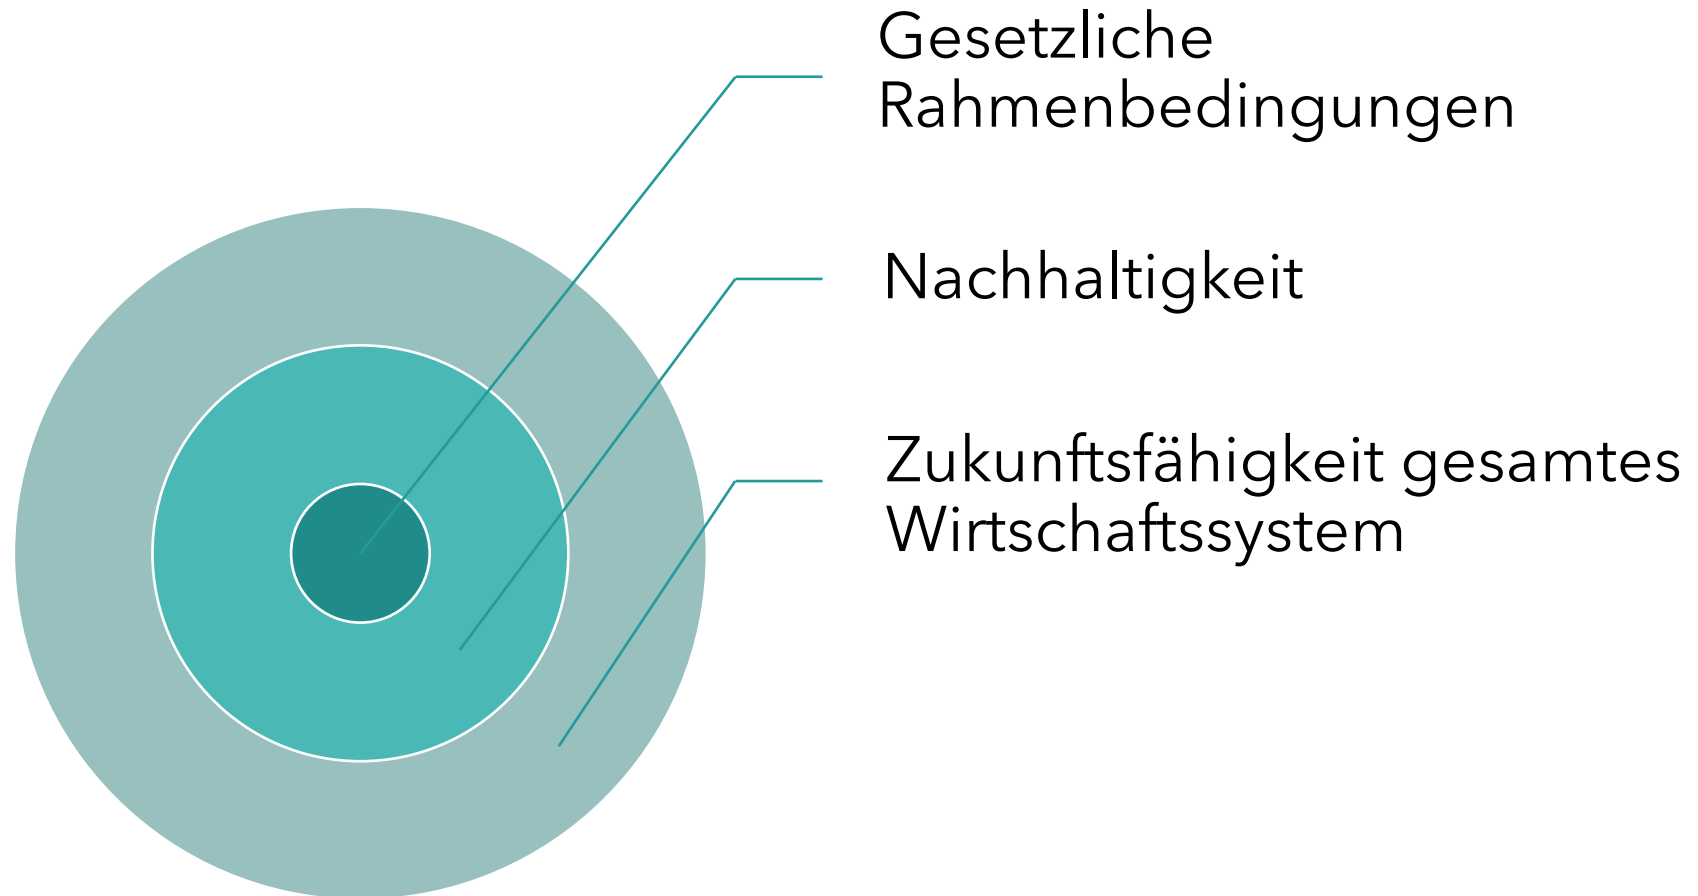 Gesetzliche
Rahmenbedingungen
Nachhaltigkeit
Zukunftsfähigkeit gesamtes
Wirtschaftssystem